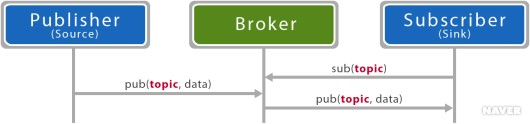 Publisher
(Source)
Broker
Subscriber
(Sink)
sub(topic)
pub(topic, data)
pub(topic, data)
NAVER